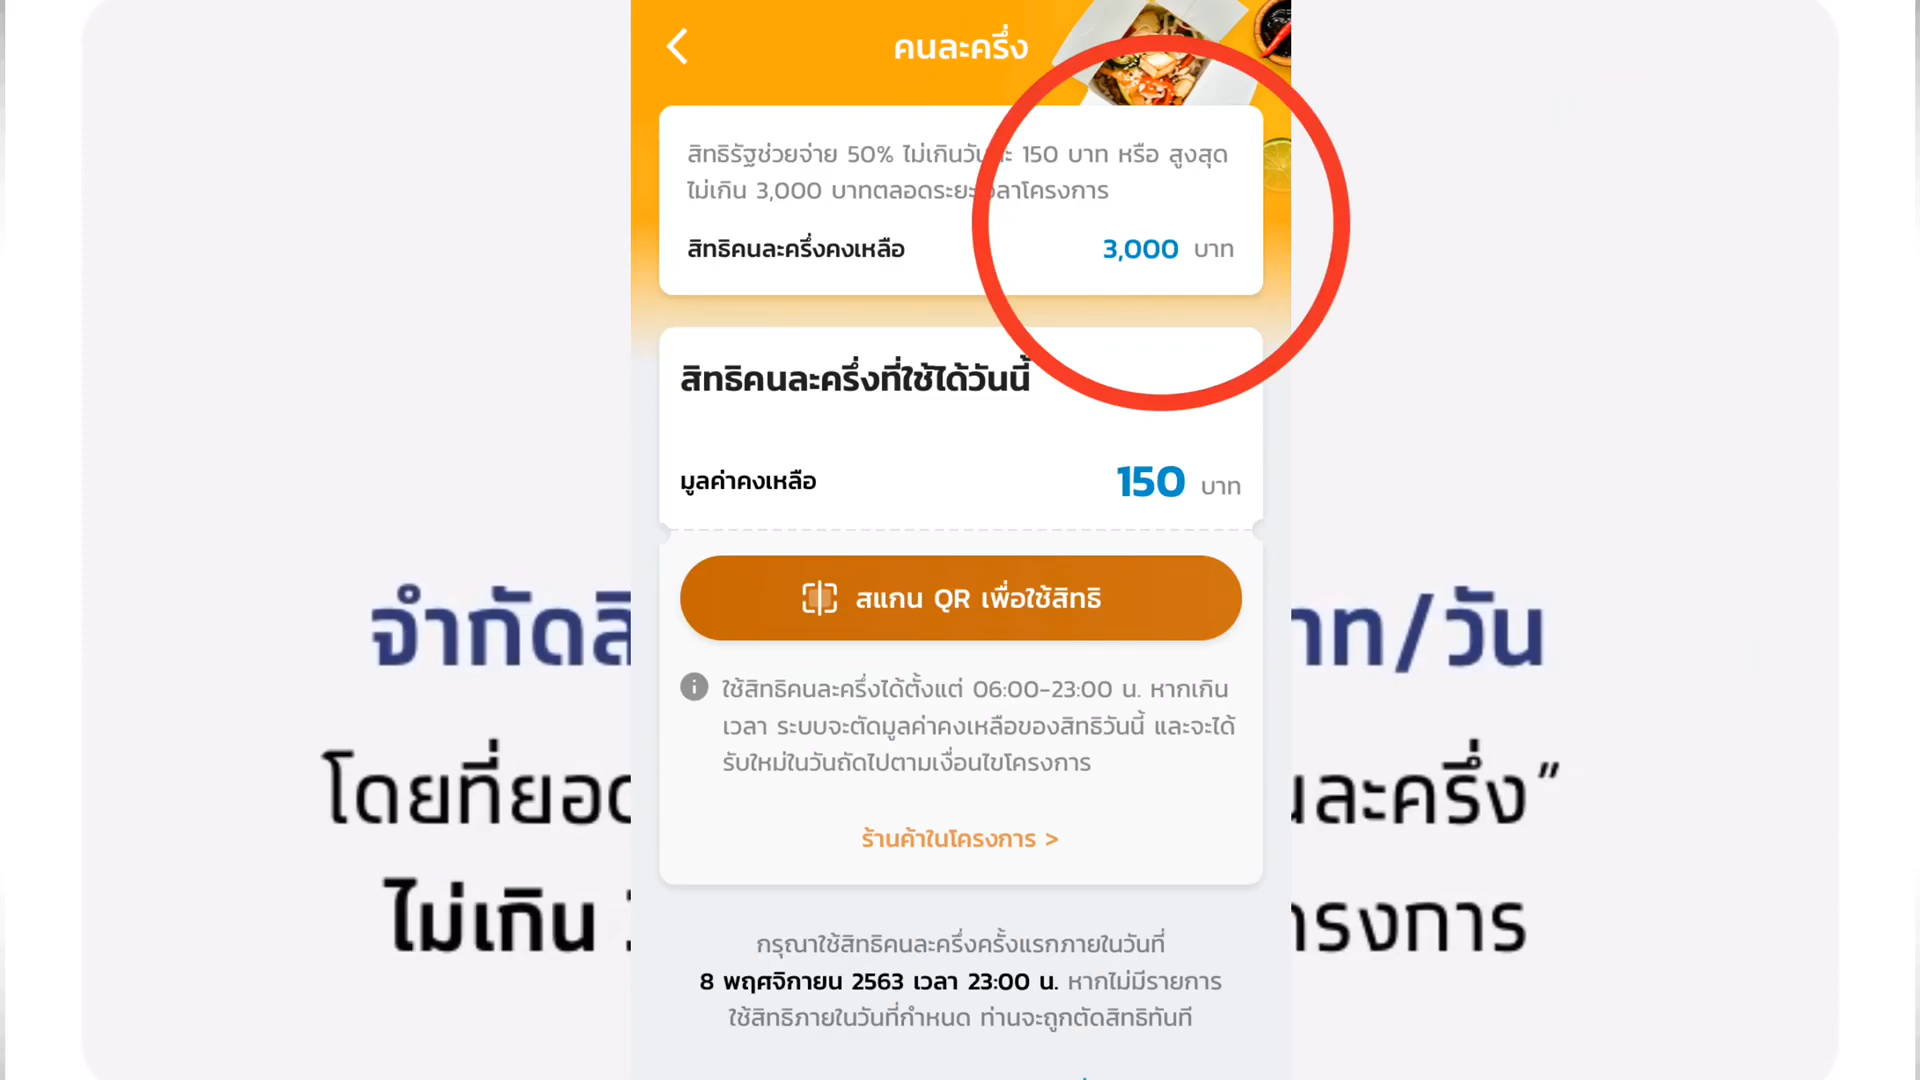 คนละครึ่ง
สิทธิรัฐช่วยจ่าย 50% ไม่เกินวันละ 150 บาท หรือ สูงสุด
ไม่เกิน 3,000 บาทตลอดระยะเวลาโครงการ
สิทธิคนละครึ่งคงเหลือ 3,000 บาท
สิทธิคนละครึ่งที่ใช้ได้วันนี้
มูลค่าคงเหลือ 150 บาท
สแกน QR เพื่อใช้สิทธิ
ใช้สิทธิคนละครึ่งได้ตั้งแต่ 06:00-23:00 น. หากเกิน
เวลา ระบบจะตัดมูลค่าคงเหลือของสิทธิวันนี้ และจะได้
รับใหม่ในวันถัดไปตามเงื่อนไขโครงการ
ร้านค้าในโครงการ >
กรุณาใช้สิทธิคนละครึ่งครั้งแรกภายในวันที่
8 พฤศจิกายน 2563 เวลา 23:00 น. หากไม่มีรายการ
ใช้สิทธิภายในวันที่กำหนด ท่านจะถูกตัดสิทธิทันที
จำกัดสิ าท/วัน
โดยที่ยอด นละครึ่ง”
ไม่เกิน ครงการ